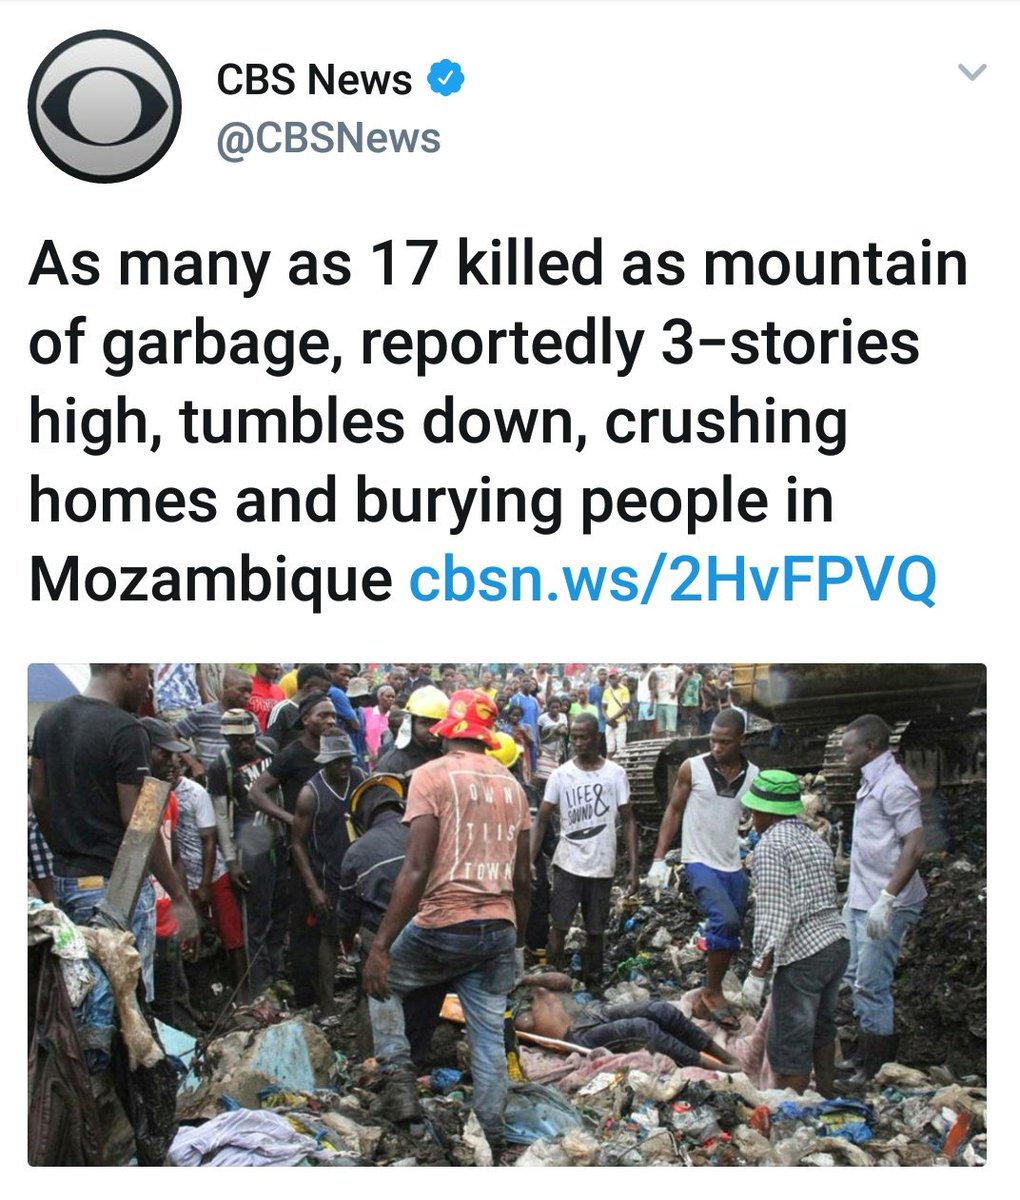 CBS News
@CBSNews
As many as 17 killed as mountain
of garbage, reportedly 3-stories
high, tumbles down, crushing
homes and burying people in
Mozambique cbsn.ws/2HvFPVQ
OWN
THIS
TOWN
LIFE&
SOUND